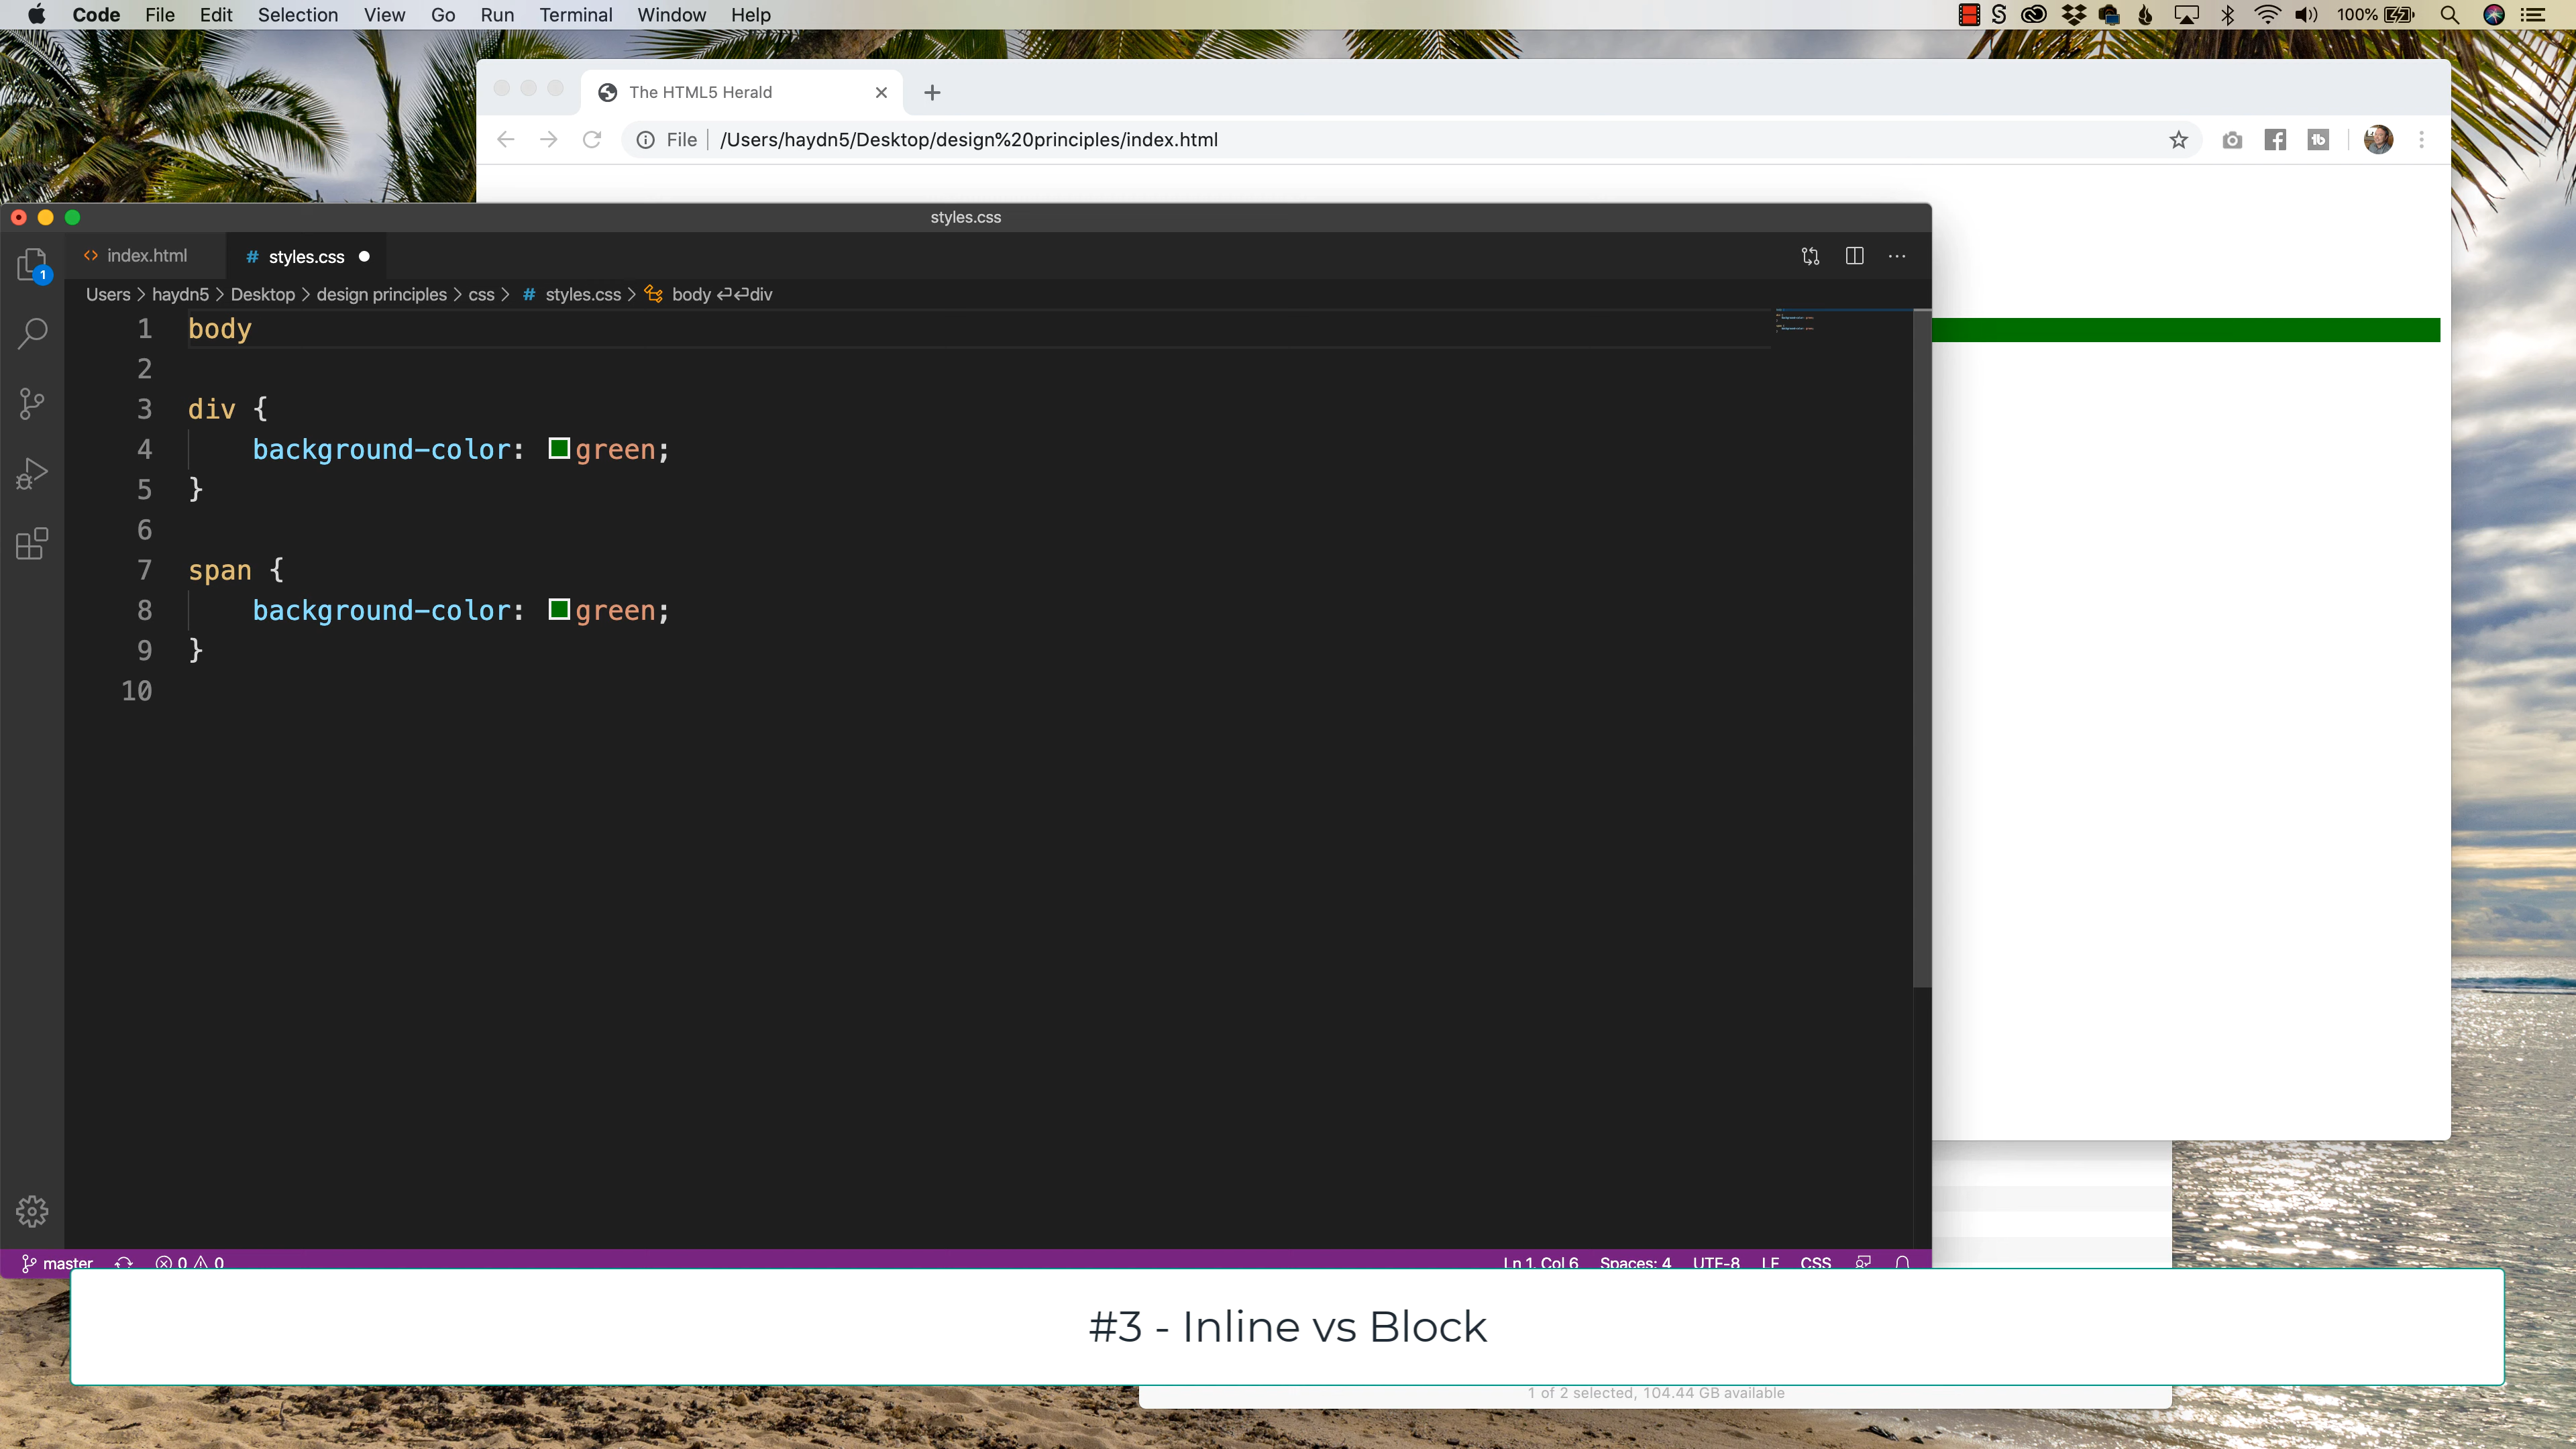 Code File Edit Selection View Go Run Terminal Window Help 100%
The HTML5 Herald
File /Users/haydn5/Desktop/design%20principles/index.html
styles.css
index.html # styles.css
1
Users > haydn5 > Desktop > design principles > css > # styles.css > body ↩↩div
1 body
2
3 div {
4 background-color: green;
5 }
6
7 span {
8 background-color: green;
9 }
10
master 0 0 Ln 1, Col 6 Spaces: 4 UTF-8 LF CSS
#3 - Inline vs Block
1 of 2 selected, 104.44 GB available